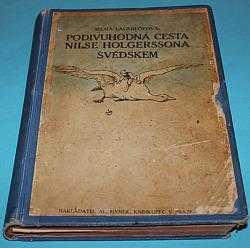 SELMA LAGERLÖFOVÁ:
PODIVUHODNÁ CESTA
NILSE HOLGERSSONA
ŠVÉDSKEM
NAKLADATEL AL. HYNEK, KNIHKUPEC V PRAZE